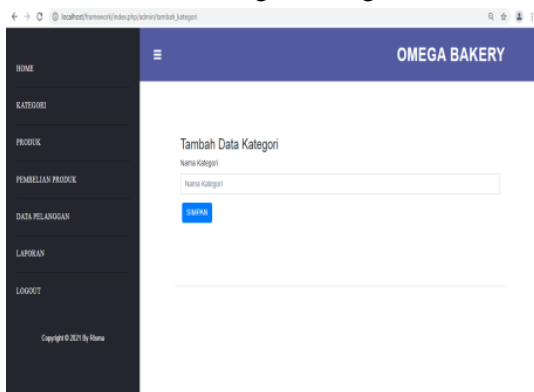 localhost/framework/index.php/admin/tambah_kategori
OMEGA BAKERY
HOME
KATEGORI
PRODUK
PEMBELIAN PRODUK
DATA PELANGGAN
LAPORAN
LOGOUT
Copyright © 2021 By Risma
Tambah Data Kategori
Nama Kategori
Nama Kategori
SIMPAN